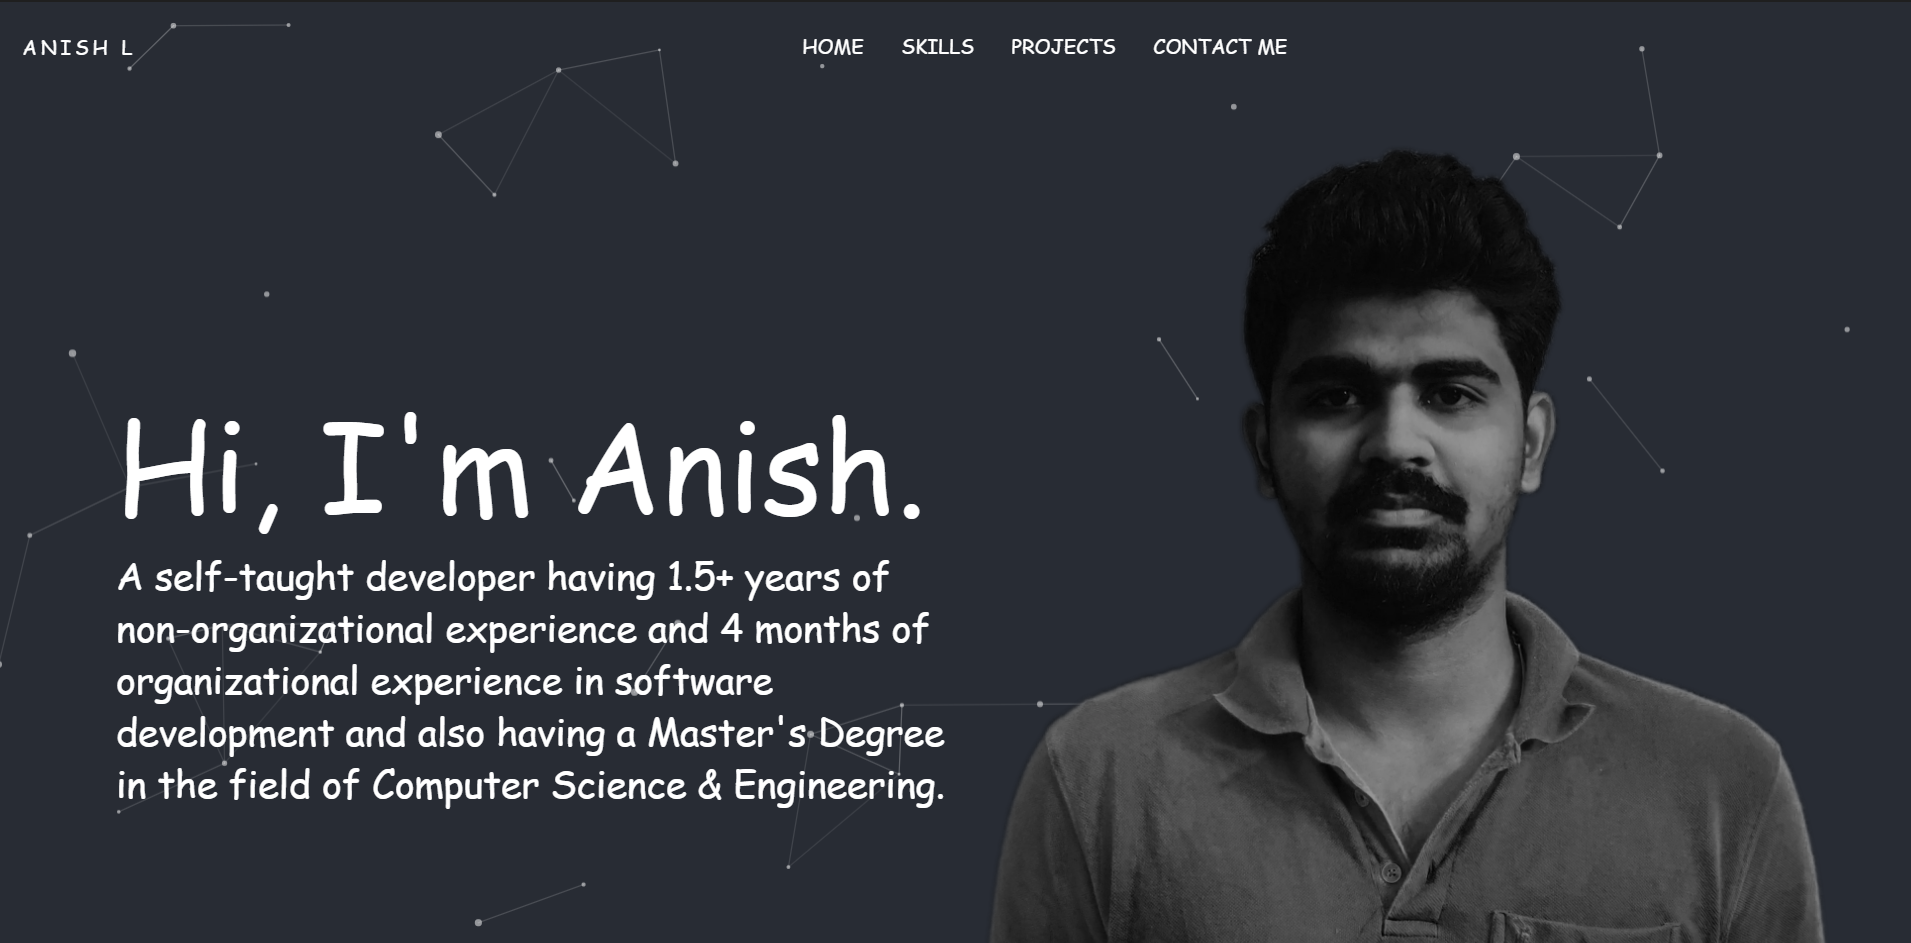 ANISH L
HOME SKILLS PROJECTS CONTACT ME
Hi, I'm Anish.
A self-taught developer having 1.5+ years of
non-organizational experience and 4 months of
organizational experience in software
development and also having a Master's Degree
in the field of Computer Science & Engineering.